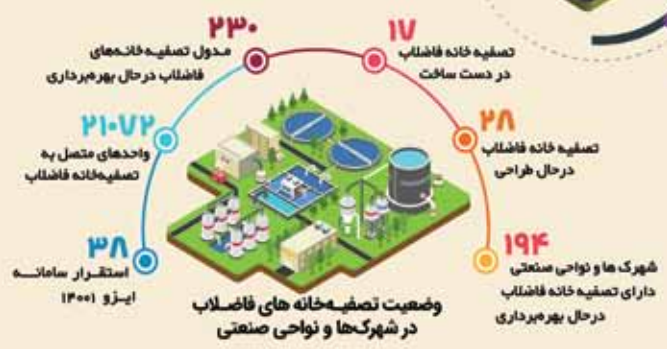 ۲۳۰
مدول تصفیه‌خانه‌های
فاضلاب درحال بهره‌برداری
۱۷
تصفیه خانه فاضلاب
در دست ساخت
۲۱۰۷۲
واحدهای متصل به
تصفیه‌خانه فاضلاب
۲۸
تصفیه خانه فاضلاب
درحال طراحی
۳۸
استقرار سامانه
ایزو ۱۴۰۰۱
۱۹۴
شهرک ها و نواحی صنعتی
دارای تصفیه خانه فاضلاب
درحال بهره‌برداری
وضعیت تصفیه‌خانه های فاضلاب
در شهرک‌ها و نواحی صنعتی